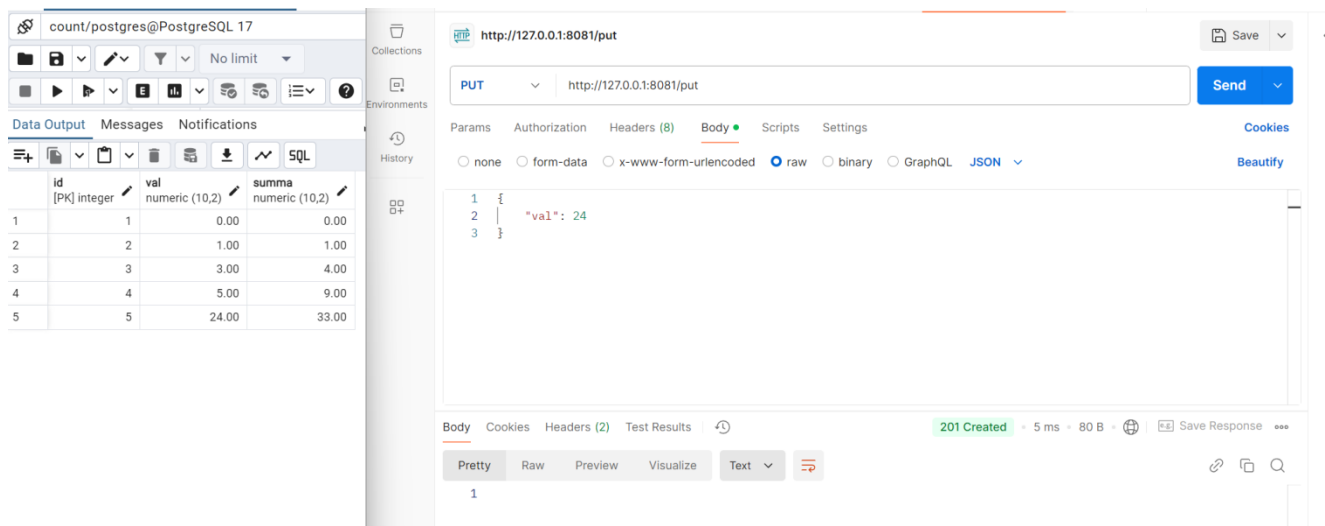 count/postgres@PostgreSQL 17
No limit
E
Data Output Messages Notifications
SQL
id val summa
[PK] integer numeric (10,2) numeric (10,2)
1 1 0.00 0.00
2 2 1.00 1.00
3 3 3.00 4.00
4 4 5.00 9.00
5 5 24.00 33.00
Collections
Environments
History
HTTP http://127.0.0.1:8081/put
Save
PUT http://127.0.0.1:8081/put
Send
Params Authorization Headers (8) Body Scripts Settings
Cookies
none form-data x-www-form-urlencoded raw binary GraphQL JSON
Beautify
1 {
2 "val": 24
3 }
Body Cookies Headers (2) Test Results
201 Created 5 ms 80 B e.g. Save Response
Pretty Raw Preview Visualize Text
1